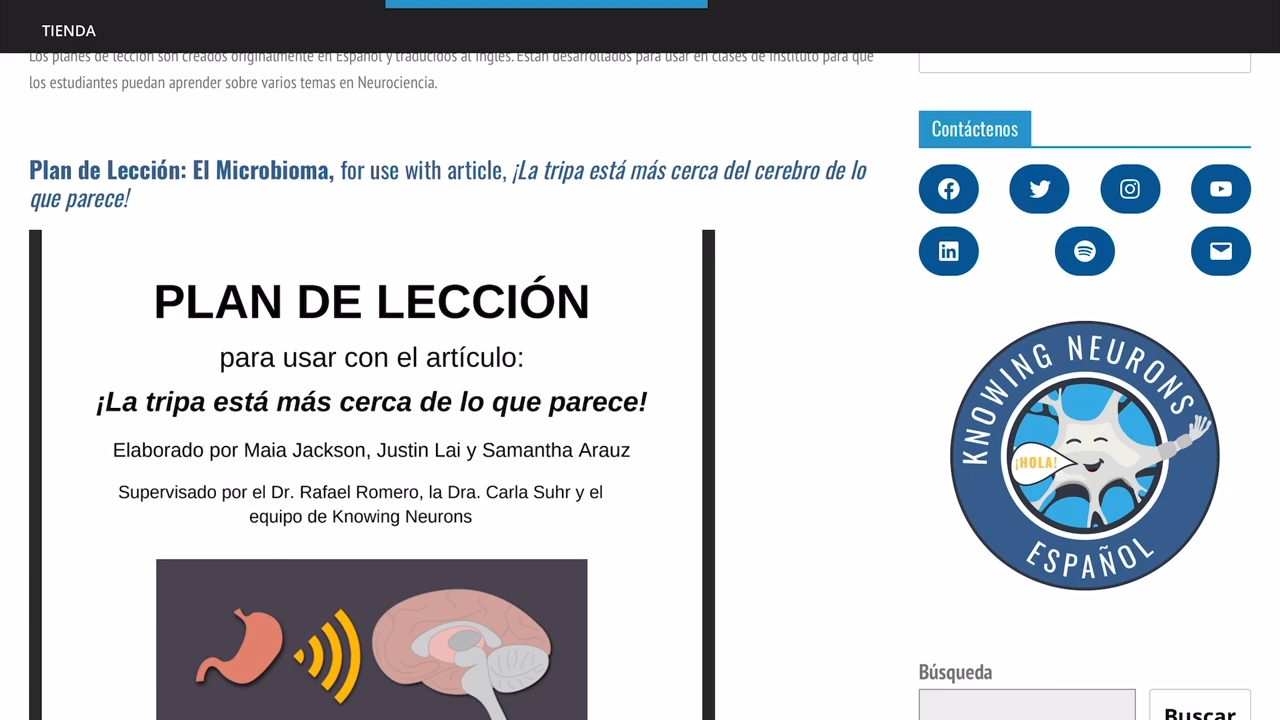 TIENDA
Los planes de lección son creados originalmente en Español y traducidos al Inglés. Están desarrollados para usar en clases de instituto para que
los estudiantes puedan aprender sobre varios temas en Neurociencia.
Plan de Lección: El Microbioma, for use with article, ¡La tripa está más cerca del cerebro de lo
que parece!
PLAN DE LECCIÓN
para usar con el artículo:
¡La tripa está más cerca de lo que parece!
Elaborado por Maia Jackson, Justin Lai y Samantha Arauz
Supervisado por el Dr. Rafael Romero, la Dra. Carla Suhr y el
equipo de Knowing Neurons
Contáctenos
KNOWING NEURONS
¡HOLA!
ESPAÑOL
Búsqueda
Buscar